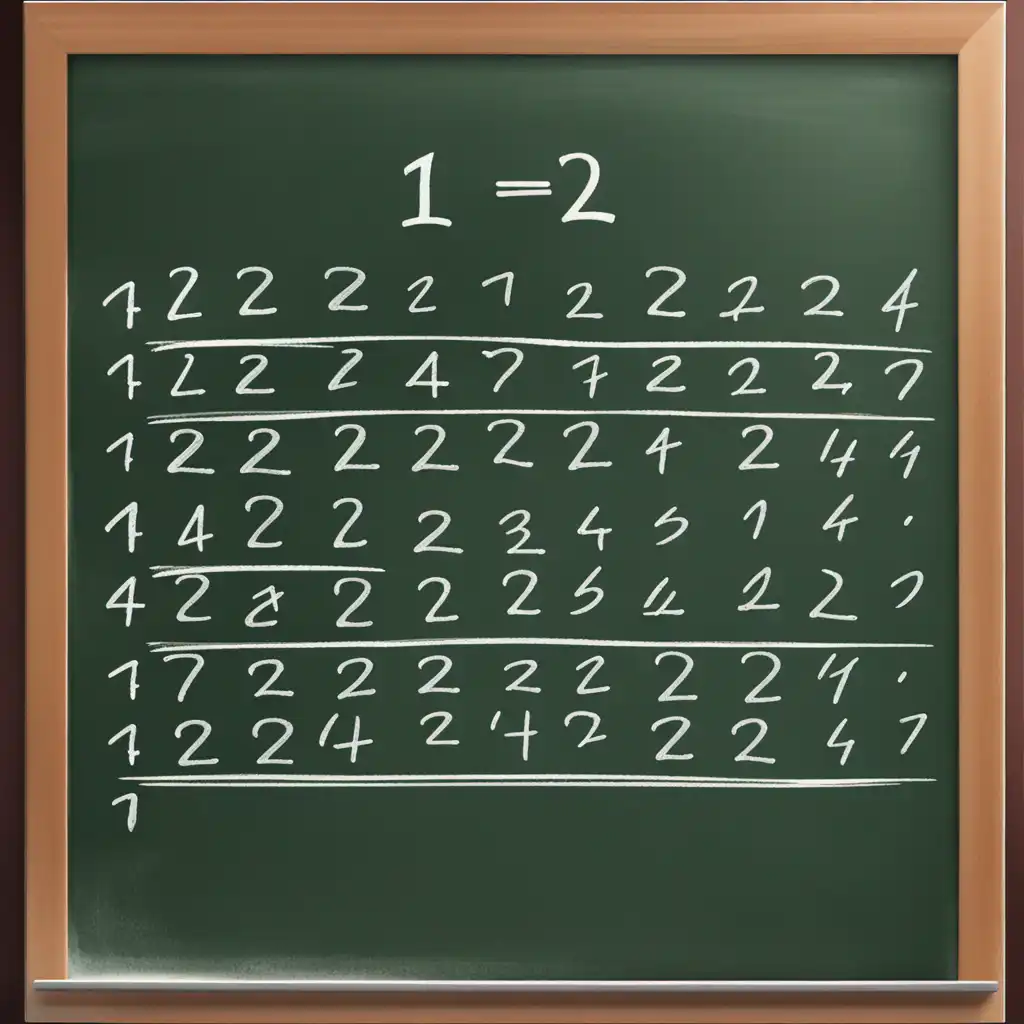 1 =2
1 2 2 2 2 1 2 2 2 2 4
1 2 2 2 4 7 7 2 2 2 7
1 2 2 2 2 2 2 4 2 4 4
1 4 2 2 2 3 4 5 1 4 .
4 2 2 2 2 5 2 2
1 7 2 2 2 2 2 2 2 4 .
1 2 2 4 2 4 2 2 2 4 7
1